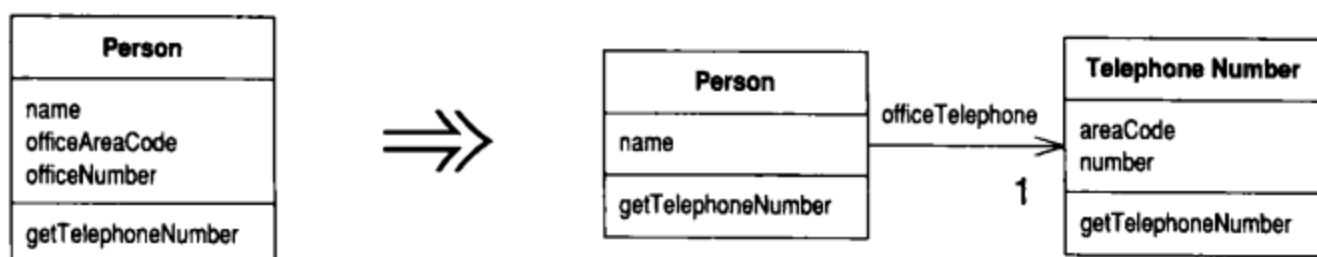 Person
name
officeAreaCode
officeNumber
getTelephoneNumber
Person
name
getTelephoneNumber
officeTelephone
1
Telephone Number
areaCode
number
getTelephoneNumber